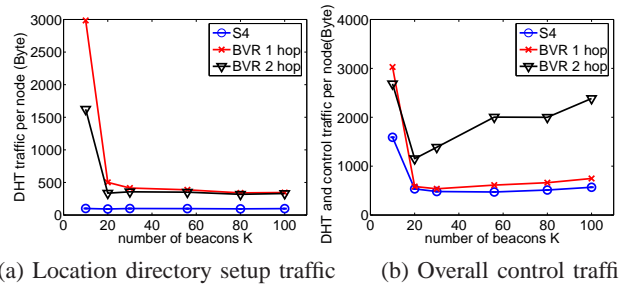 DHT traffic per node (Byte)
3000
2500
2000
1500
1000
500
0
0 20 40 60 80 100
number of beacons K
S4
BVR 1 hop
BVR 2 hop
(a) Location directory setup traffic
DHT and control traffic per node(Byte)
4000
3000
2000
1000
0
0 20 40 60 80 100
number of beacons K
S4
BVR 1 hop
BVR 2 hop
(b) Overall control traffi